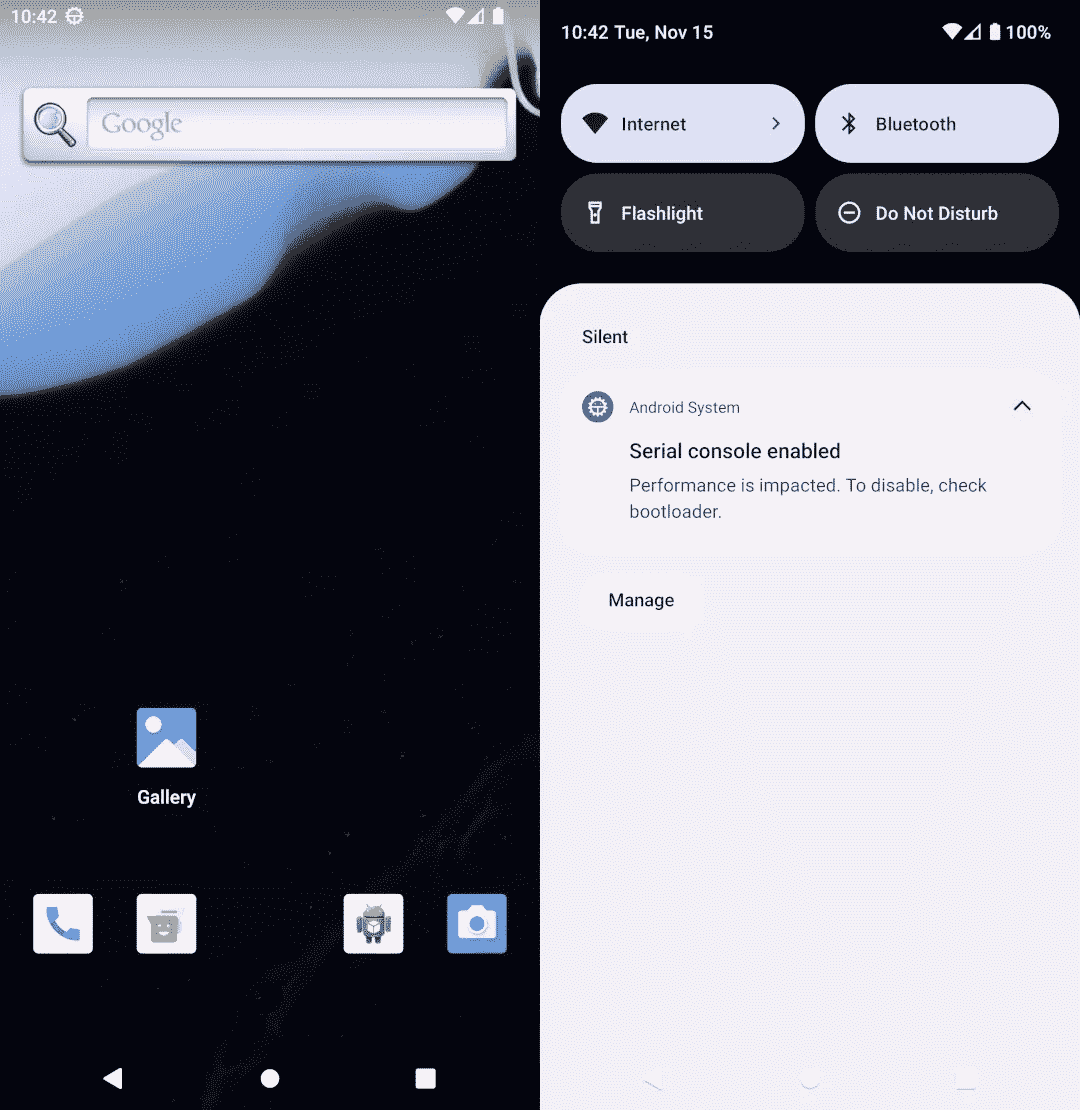 10:42
Google
Gallery
10:42 Tue, Nov 15
100%
Internet
Bluetooth
Flashlight
Do Not Disturb
Silent
Android System
Serial console enabled
Performance is impacted. To disable, check
bootloader.
Manage